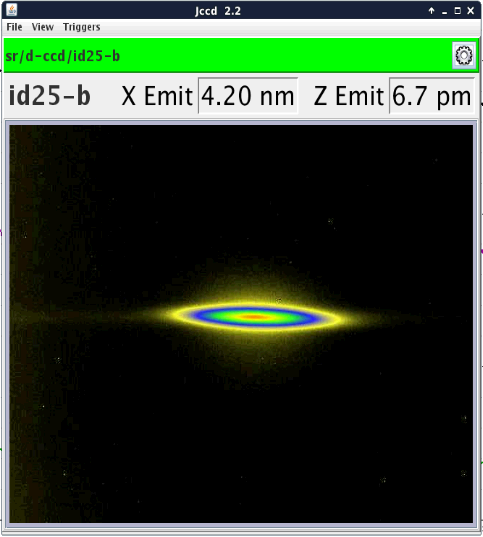 Jccd 2.2
File View Triggers
sr/d-ccd/id25-b
id25-b X Emit 4.20 nm Z Emit 6.7 pm